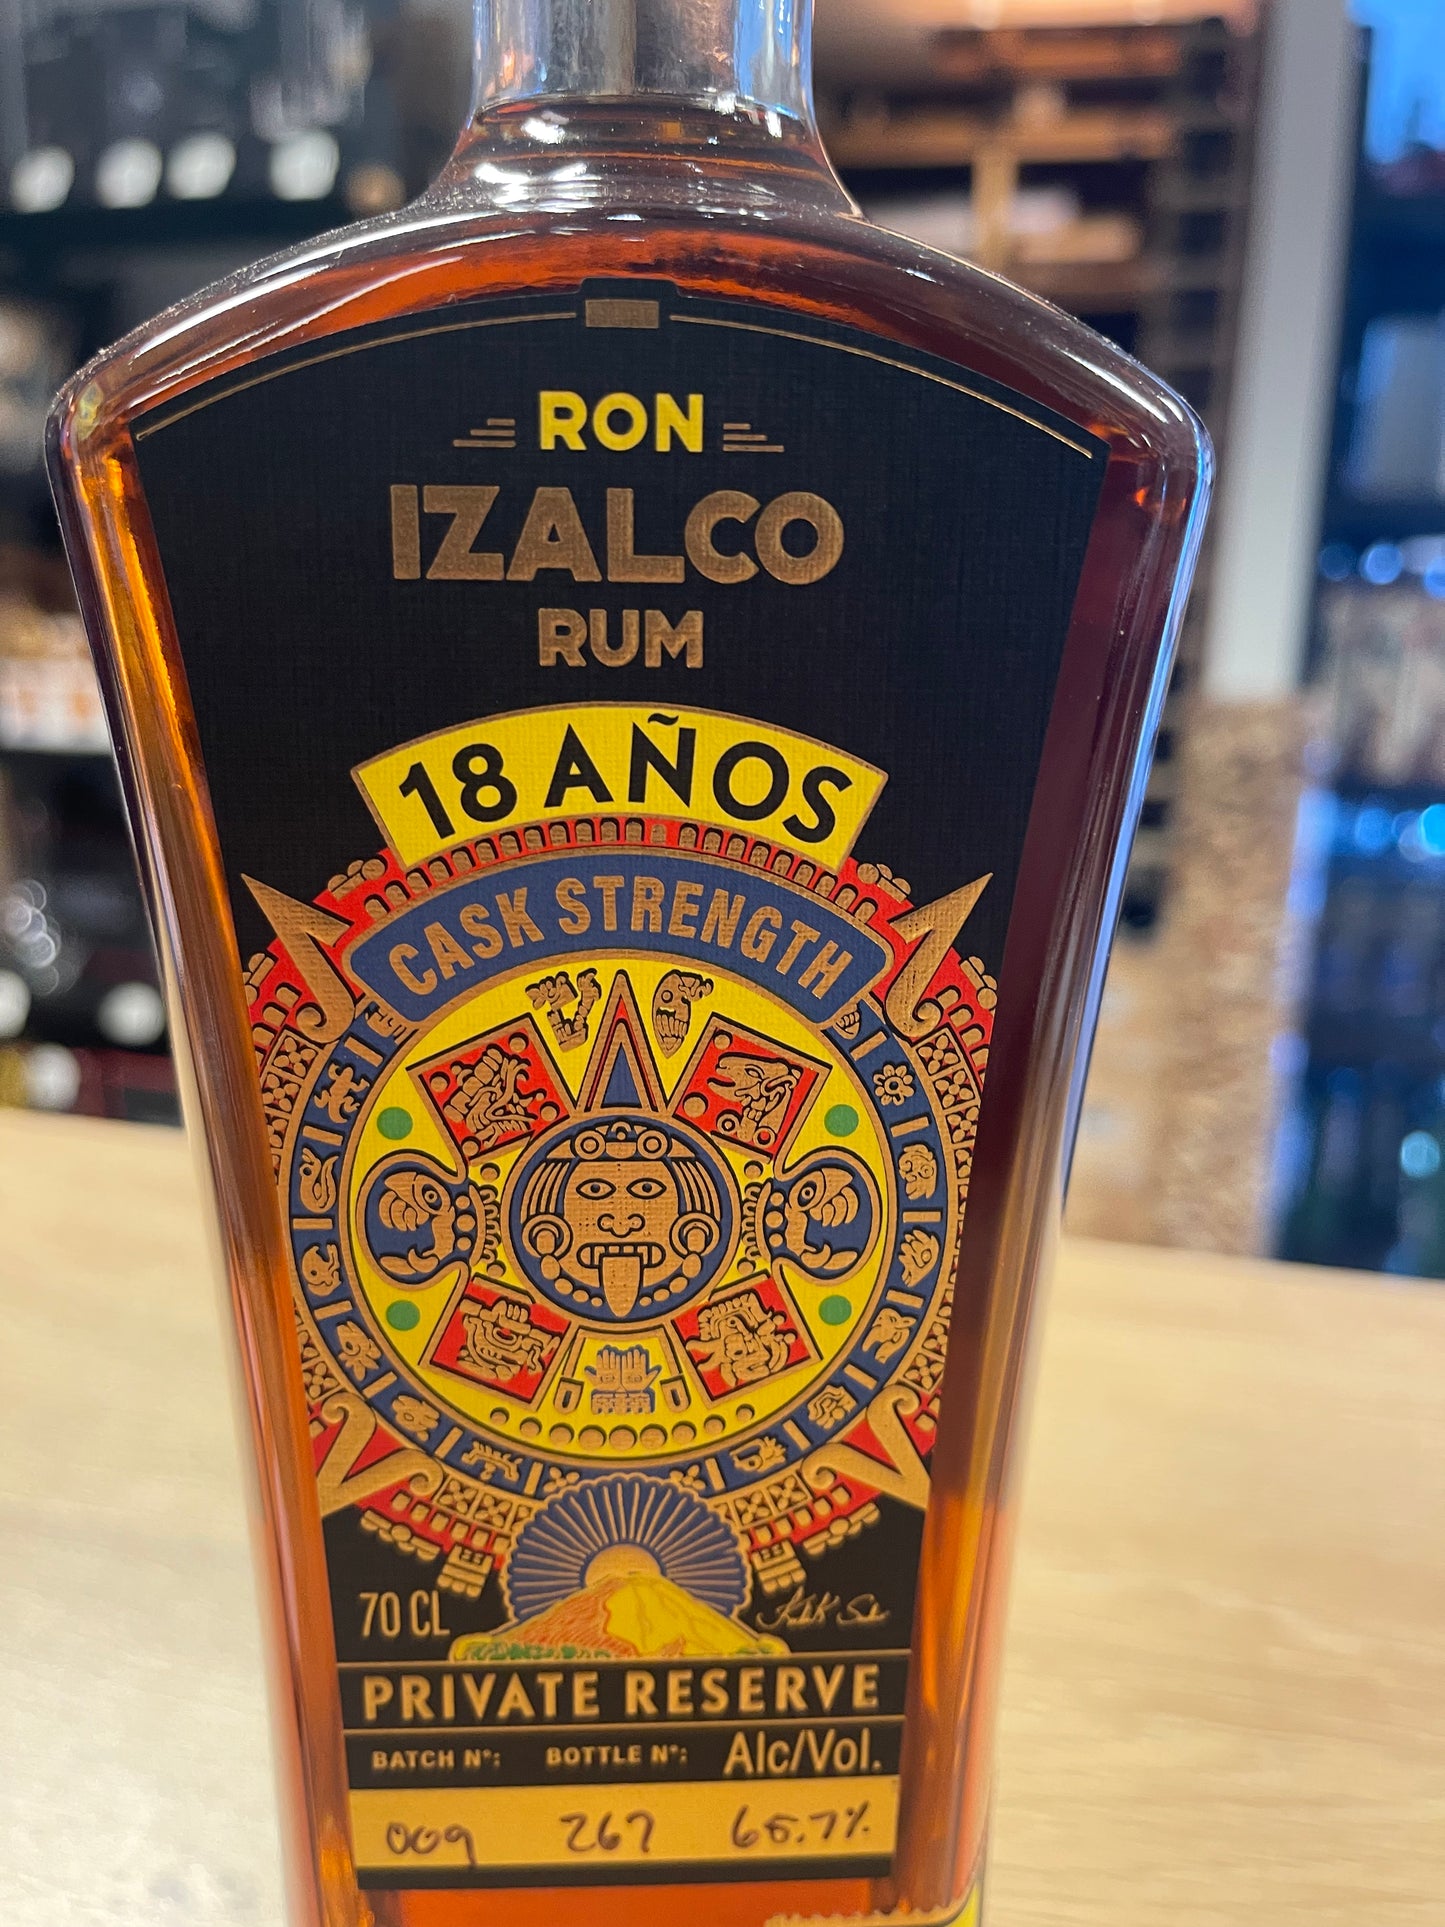 RON
IZALCO
RUM
18 AÑOS
CASK STRENGTH
70 CL
PRIVATE RESERVE
BATCH Nº: BOTTLE Nº: Alc/Vol.
009 267 65.7%